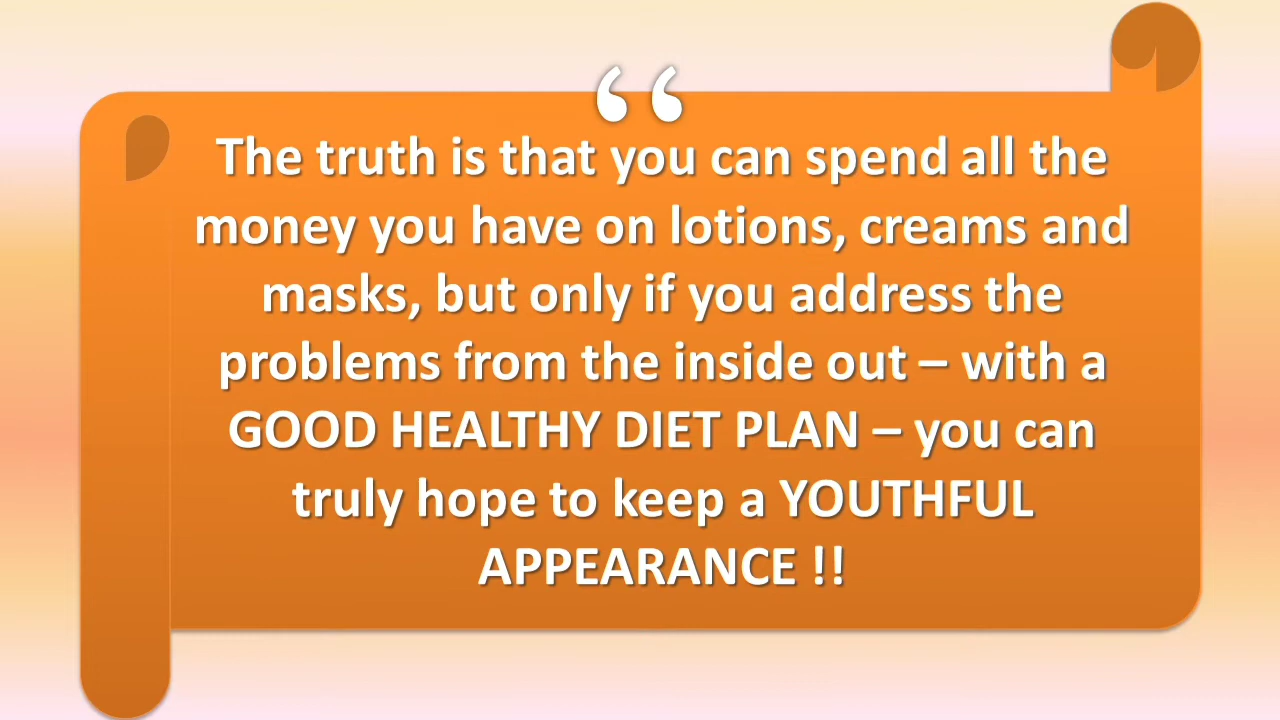 “
The truth is that you can spend all the
money you have on lotions, creams and
masks, but only if you address the
problems from the inside out – with a
GOOD HEALTHY DIET PLAN – you can
truly hope to keep a YOUTHFUL
APPEARANCE !!